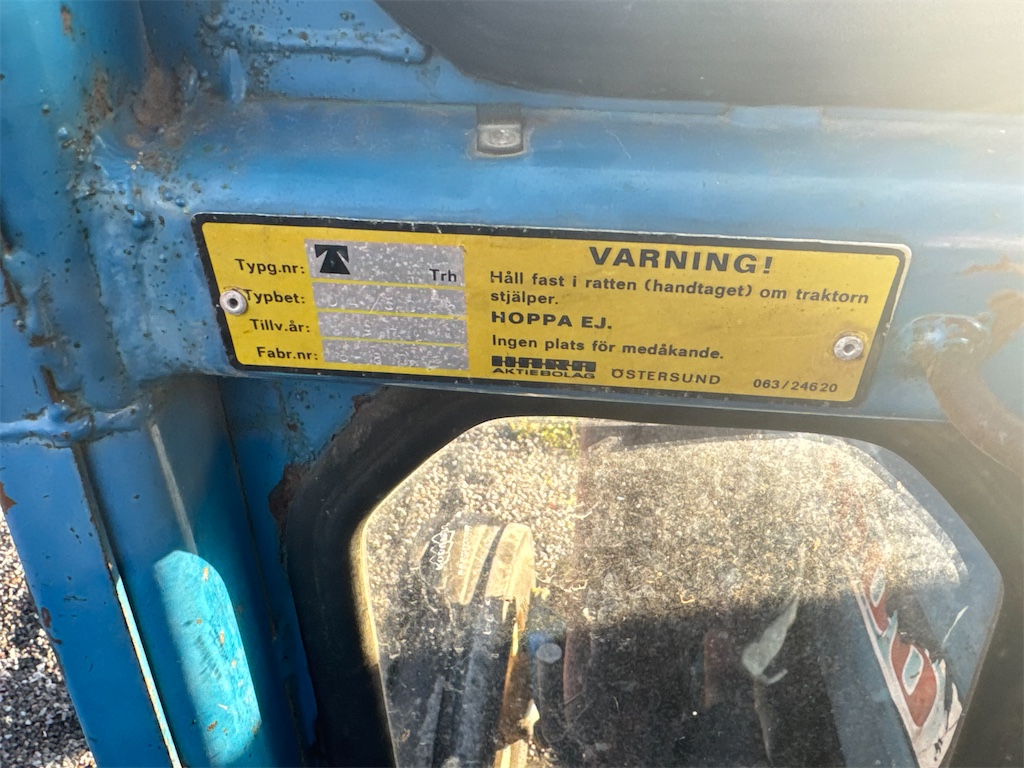 Typg.nr: Trh
Typbet:
Tillv.år:
Fabr.nr:
VARNING!
Håll fast i ratten (handtaget) om traktorn
stjälper.
HOPPA EJ.
Ingen plats för medåkande.
HARA
AKTIEBOLAG ÖSTERSUND 063/24620